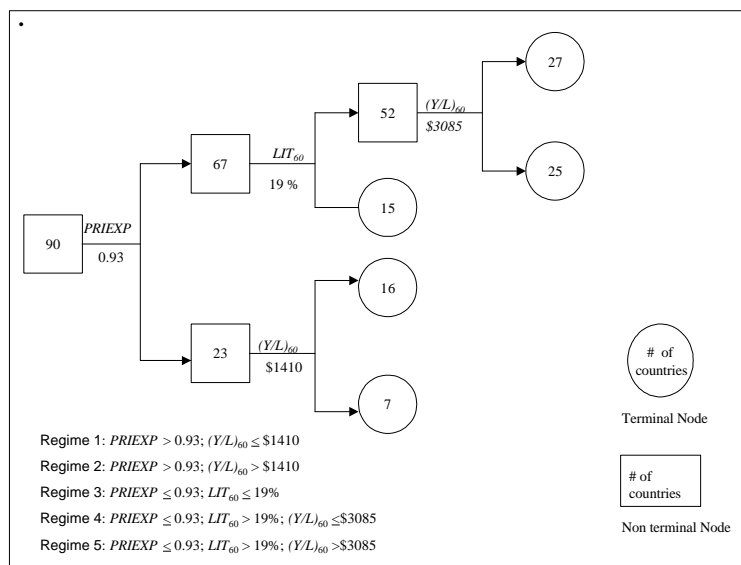 27
(Y/L)60
52
$3085
67
LIT60
25
19 %
15
PRIEXP
90
0.93
16
(Y/L)60
23
$1410
# of
countries
7
Terminal Node
Regime 1: PRIEXP > 0.93; (Y/L)60 ≤ $1410
Regime 2: PRIEXP > 0.93; (Y/L)60 > $1410
Regime 3: PRIEXP ≤ 0.93; LIT60 ≤ 19%
Regime 4: PRIEXP ≤ 0.93; LIT60 > 19%; (Y/L)60 ≤$3085
Regime 5: PRIEXP ≤ 0.93; LIT60 > 19%; (Y/L)60 >$3085
# of
countries
Non terminal Node